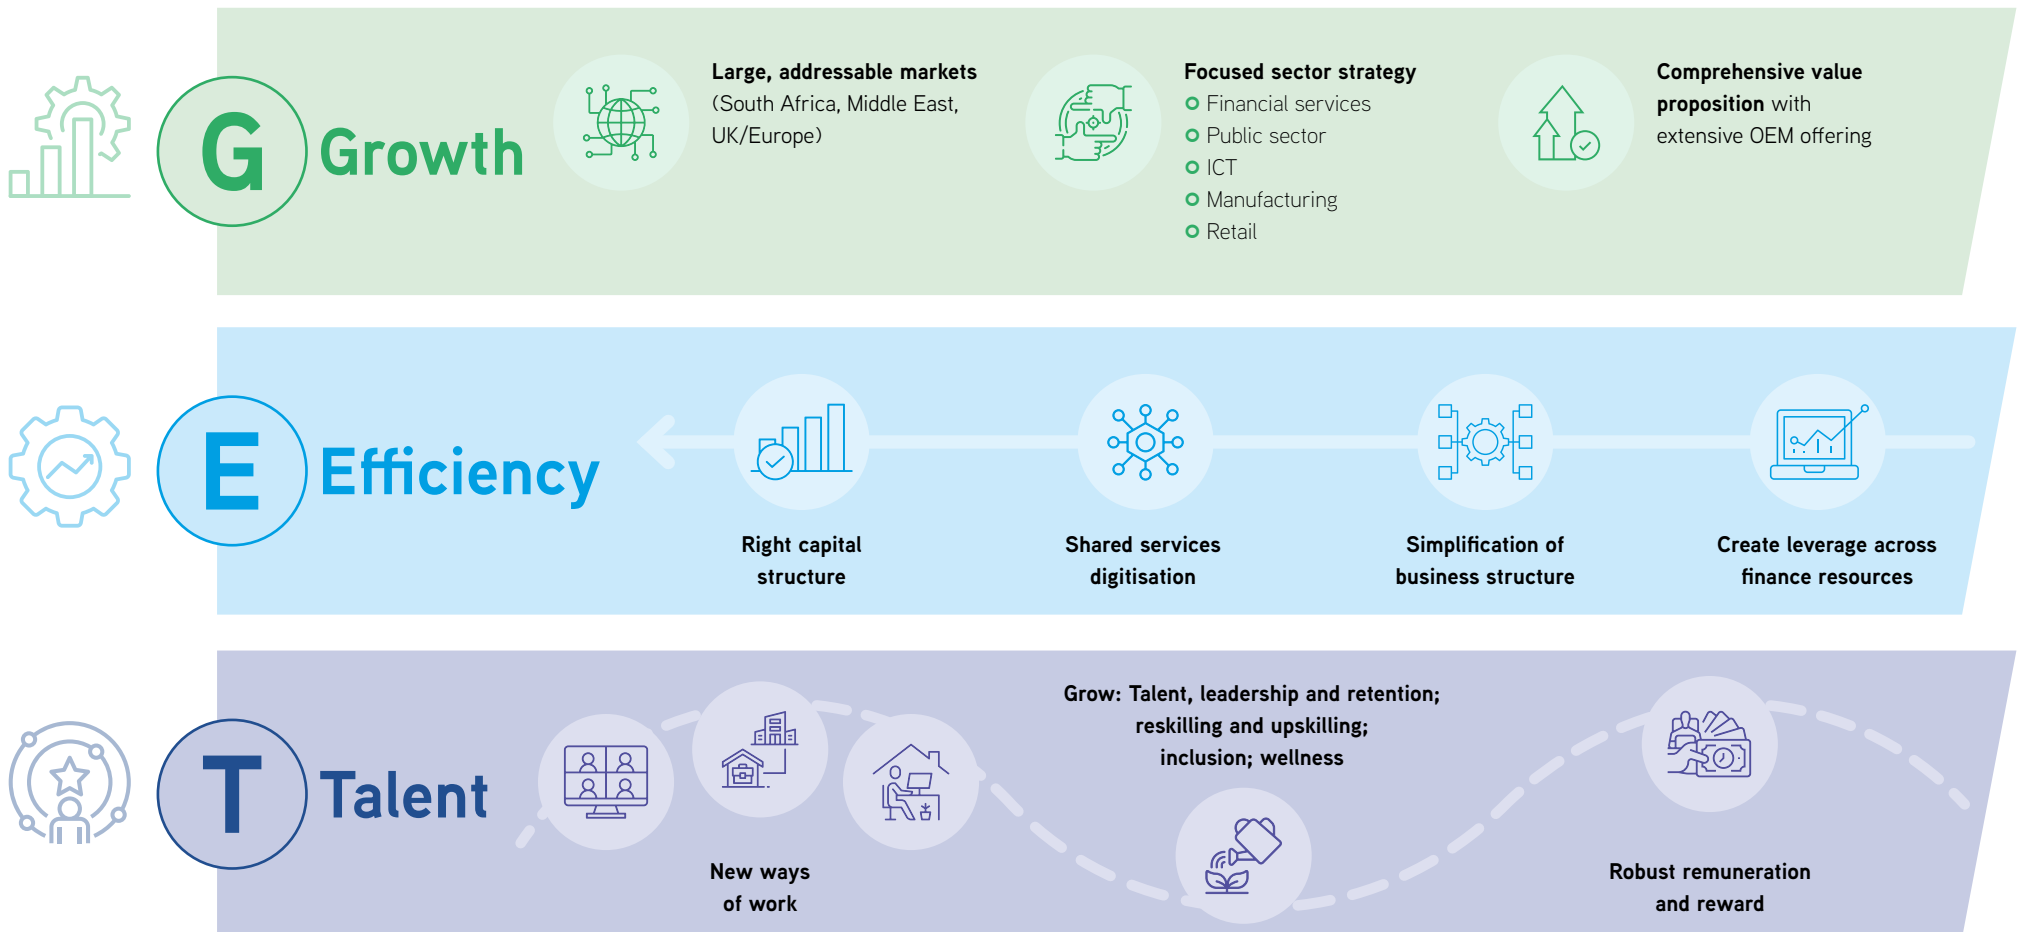 G
Growth
Large, addressable markets
(South Africa, Middle East,
UK/Europe)
Focused sector strategy
Financial services
Public sector
ICT
Manufacturing
Retail
Comprehensive value
proposition with
extensive OEM offering
E
Efficiency
Right capital
structure
Shared services
digitisation
Simplification of
business structure
Create leverage across
finance resources
T
Talent
New ways
of work
Grow: Talent, leadership and retention;
reskilling and upskilling;
inclusion; wellness
Robust remuneration
and reward